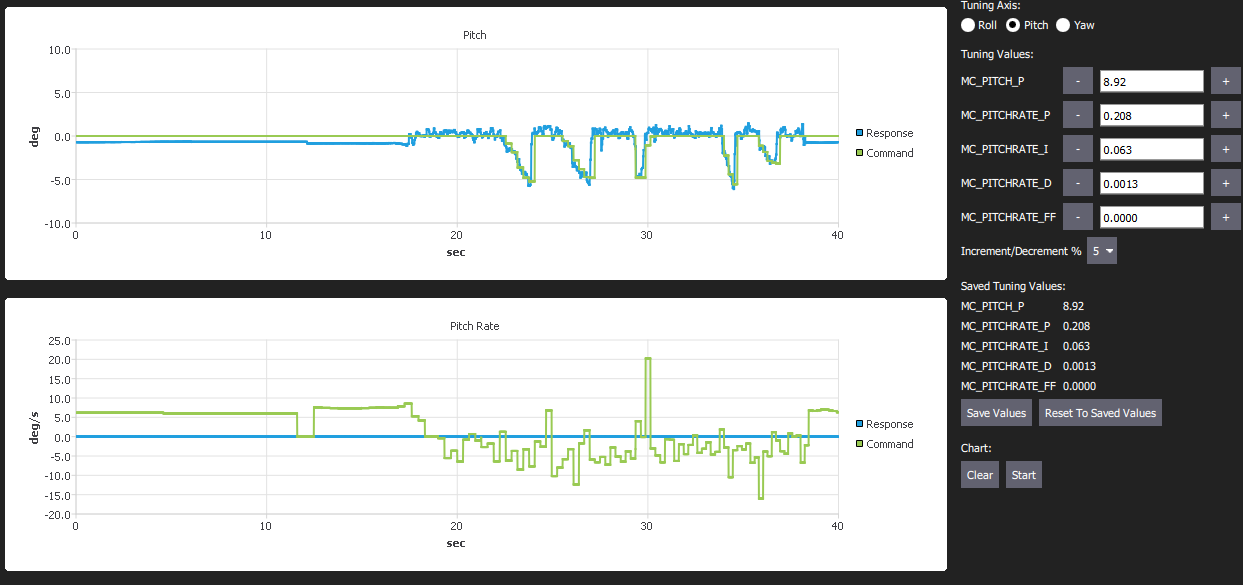 Pitch
10.0
5.0
0.0
-5.0
-10.0
deg
0
10
20
30
40
sec
Response
Command
Pitch Rate
25.0
20.0
15.0
10.0
5.0
0.0
-5.0
-10.0
-15.0
-20.0
deg/s
0
10
20
30
40
sec
Response
Command
Tuning Axis:
Roll Pitch Yaw
Tuning Values:
MC_PITCH_P - 8.92 +
MC_PITCHRATE_P - 0.208 +
MC_PITCHRATE_I - 0.063 +
MC_PITCHRATE_D - 0.0013 +
MC_PITCHRATE_FF - 0.0000 +
Increment/Decrement % 5
Saved Tuning Values:
MC_PITCH_P 8.92
MC_PITCHRATE_P 0.208
MC_PITCHRATE_I 0.063
MC_PITCHRATE_D 0.0013
MC_PITCHRATE_FF 0.0000
Save Values Reset To Saved Values
Chart:
Clear Start